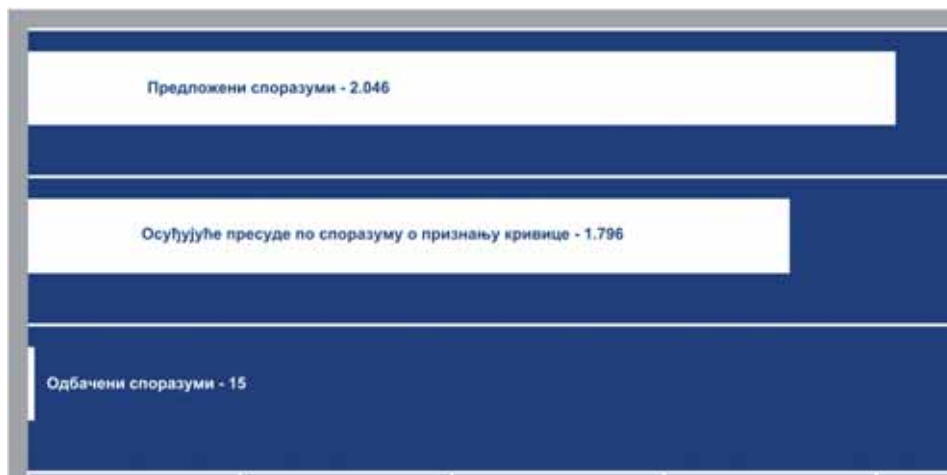 Предложени споразуми - 2.046
Осуђујуће пресуде по споразуму о признању кривице - 1.796
Одбачени споразуми - 15